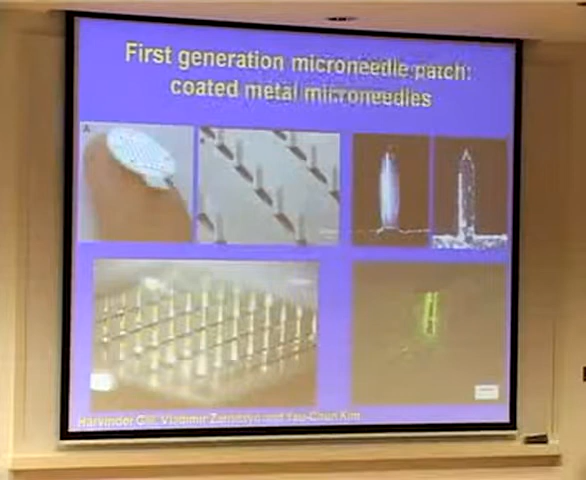 First generation microneedle patch:
coated metal microneedles
A
Harvinder Gill, Vladimir Zarnitsyn and Yeu-Chun Kim